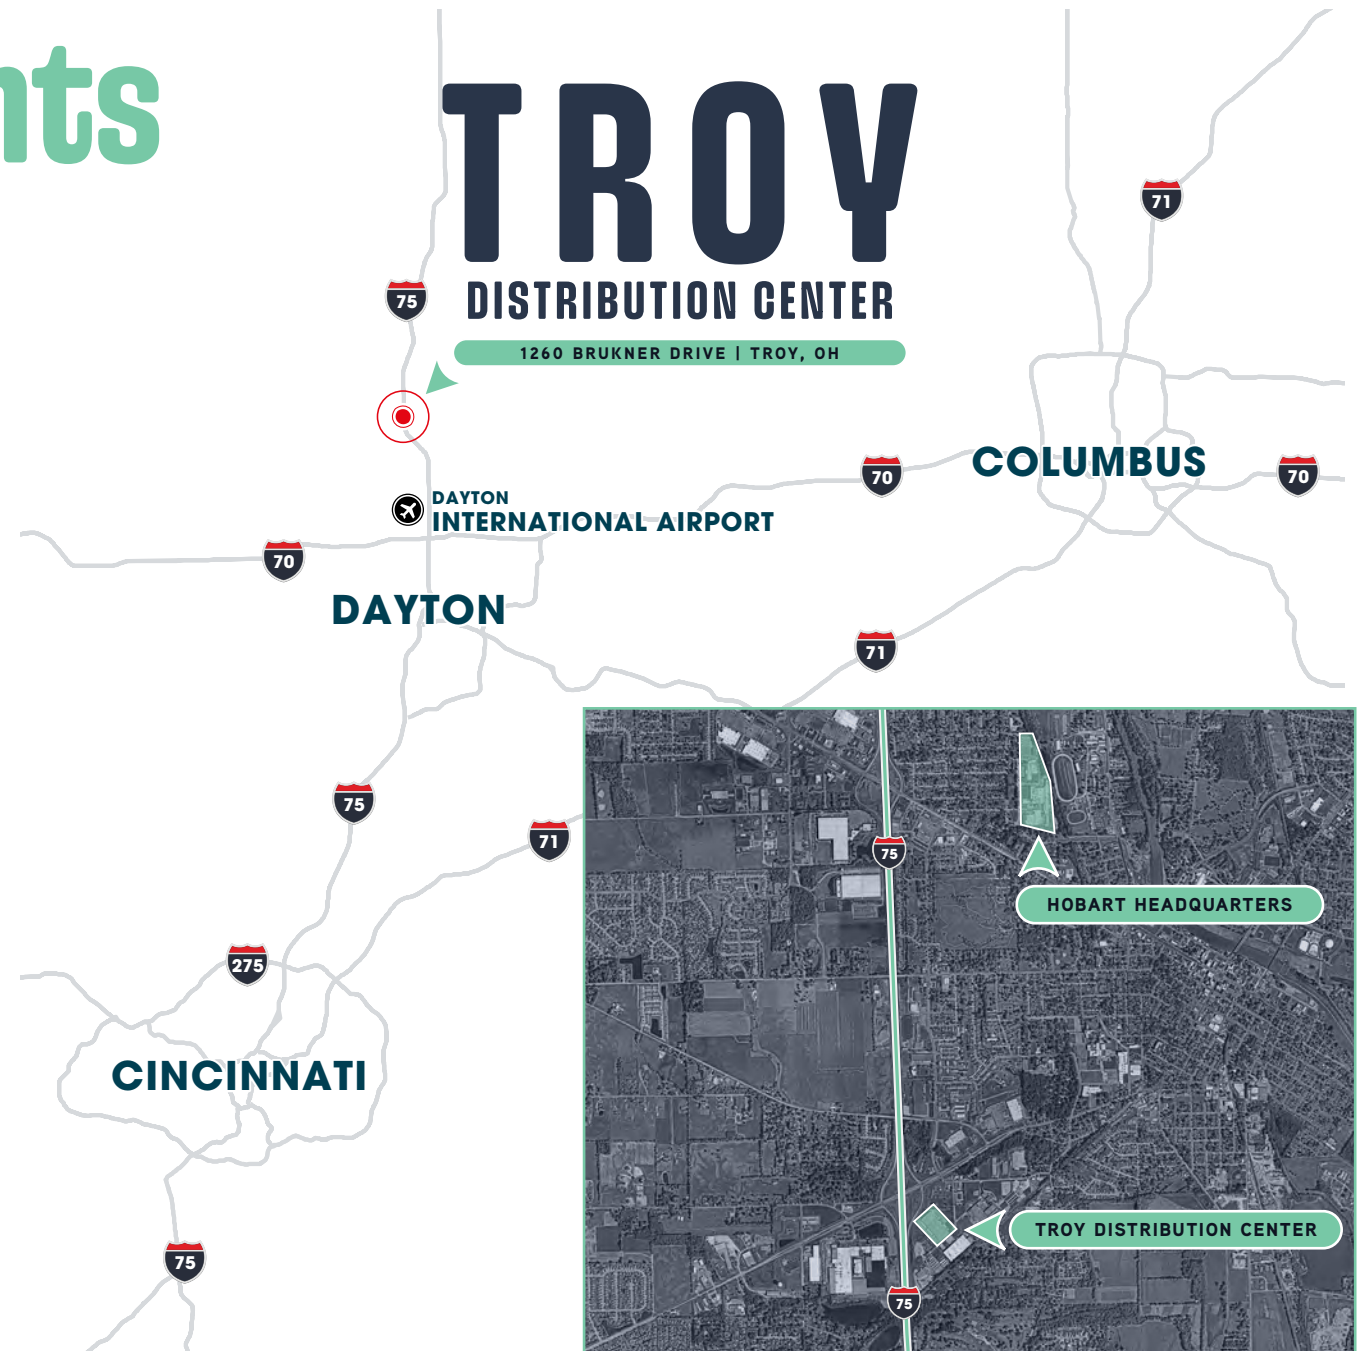 nts
TROY
DISTRIBUTION CENTER
1260 BRUKNER DRIVE | TROY, OH
71
75
COLUMBUS
70
70
DAYTON
INTERNATIONAL AIRPORT
70
DAYTON
71
75
71
75
HOBART HEADQUARTERS
275
CINCINNATI
TROY DISTRIBUTION CENTER
75
75